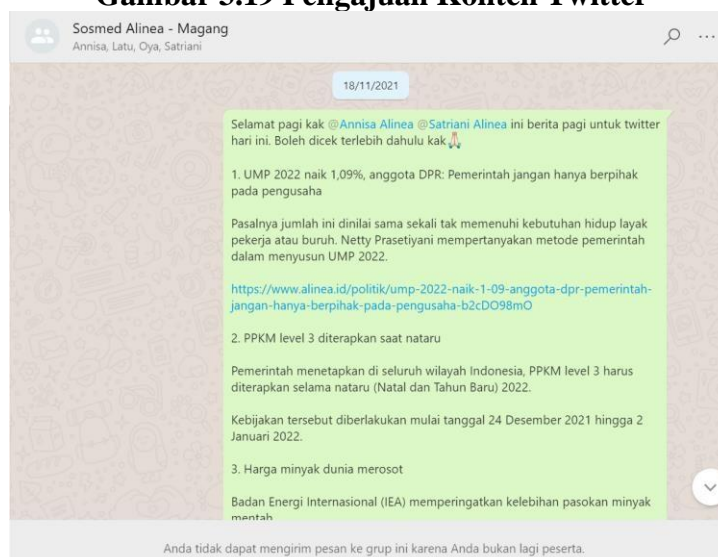 Gambar 3.19 Pengajuan Konten Twitter
Sosmed Alinea - Magang
Annisa, Latu, Oya, Satriani
18/11/2021
Selamat pagi kak @Annisa Alinea @Satriani Alinea ini berita pagi untuk twitter
hari ini. Boleh dicek terlebih dahulu kak🙏
1. UMP 2022 naik 1,09%, anggota DPR: Pemerintah jangan hanya berpihak
pada pengusaha
Pasalnya jumlah ini dinilai sama sekali tak memenuhi kebutuhan hidup layak
pekerja atau buruh. Netty Prasetiyani mempertanyakan metode pemerintah
dalam menyusun UMP 2022.
https://www.alinea.id/politik/ump-2022-naik-1-09-anggota-dpr-pemerintah-
jangan-hanya-berpihak-pada-pengusaha-b2cDO98mO
2. PPKM level 3 diterapkan saat nataru
Pemerintah menetapkan di seluruh wilayah Indonesia, PPKM level 3 harus
diterapkan selama nataru (Natal dan Tahun Baru) 2022.
Kebijakan tersebut diberlakukan mulai tanggal 24 Desember 2021 hingga 2
Januari 2022.
3. Harga minyak dunia merosot
Badan Energi Internasional (IEA) memperingatkan kelebihan pasokan minyak
mentah
Anda tidak dapat mengirim pesan ke grup ini karena Anda bukan lagi peserta.